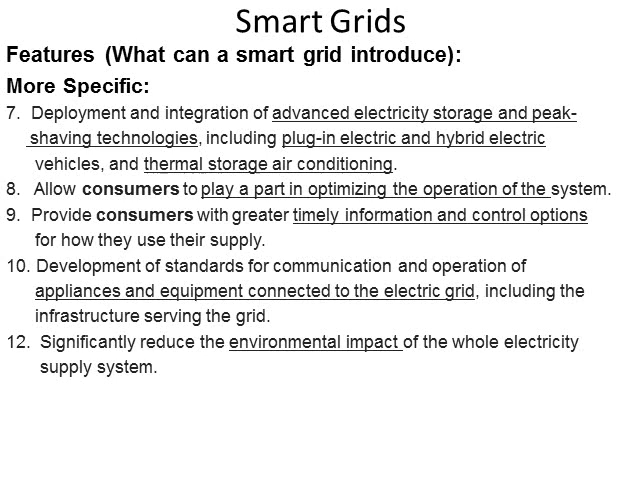 Smart Grids
Features (What can a smart grid introduce):
More Specific:
7. Deployment and integration of advanced electricity storage and peak-
shaving technologies, including plug-in electric and hybrid electric
vehicles, and thermal storage air conditioning.
8. Allow consumers to play a part in optimizing the operation of the system.
9. Provide consumers with greater timely information and control options
for how they use their supply.
10. Development of standards for communication and operation of
appliances and equipment connected to the electric grid, including the
infrastructure serving the grid.
12. Significantly reduce the environmental impact of the whole electricity
supply system.